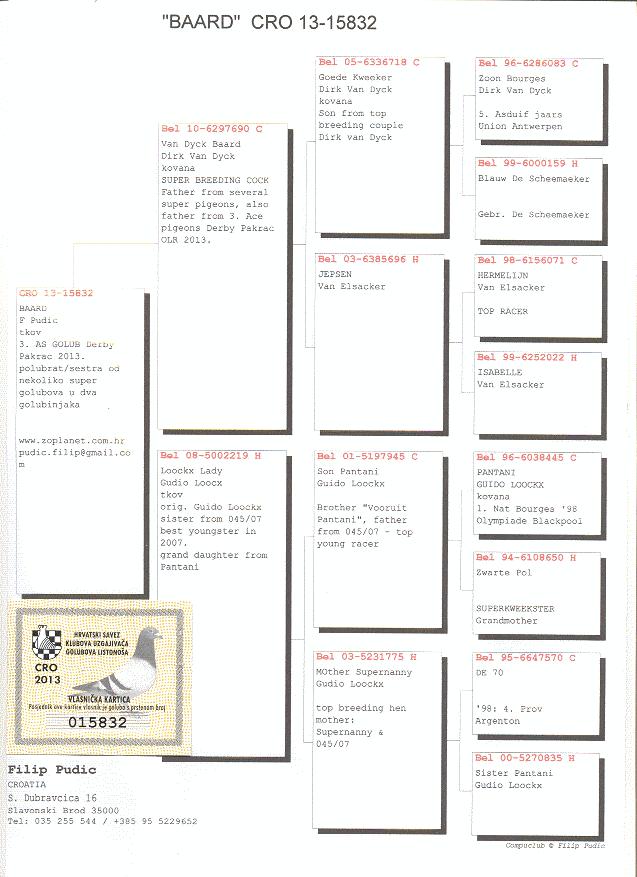 "BAARD" CRO 13-15832
CRO 13-15832
BAARD
F Pudic
tkov
3. AS GOLUB Derby
Pakrac 2013.
polubrat/sestra od
nekoliko super
golubova u dva
golubinjaka
www.zoplanet.com.hr
pudic.filip@gmail.co
m
Bel 10-6297690 C
Van Dyck Baard
Dirk Van Dyck
kovana
SUPER BREEDING COCK
Father from several
super pigeons, also
father from 3. Ace
pigeons Derby Pakrac
OLR 2013.
Bel 08-5002219 H
Loockx Lady
Gudio Loocx
tkov
orig. Guido Loockx
sister from 045/07
best youngster in
2007.
grand daughter from
Pantani
Bel 05-6336718 C
Goede Kweeker
Dirk Van Dyck
kovana
Son from top
breeding couple
Dirk van Dyck
Bel 03-6385696 H
JEPSEN
Van Elsacker
Bel 01-5197945 C
Son Pantani
Guido Loockx
Brother "Vooruit
Pantani", father
from 045/07 - top
young racer
Bel 03-5231775 H
MOther Supernanny
Gudio Loockx
top breeding hen
mother:
Supernanny &
045/07
Bel 96-6286083 C
Zoon Bourges
Dirk Van Dyck
5. Asduif jaars
Union Antwerpen
Bel 99-6000159 H
Blauw De Scheemaeker
Gebr. De Scheemaeker
Bel 98-6156071 C
HERMELIJN
Van Elsacker
TOP RACER
Bel 99-6252022 H
ISABELLE
Van Elsacker
Bel 96-6038445 C
PANTANI
GUIDO LOOCKX
kovana
1. Nat Bourges '98
Olympiade Blackpool
Bel 94-6108650 H
Zwarte Pol
SUPERKWEEKSTER
Grandmother
Bel 95-6647570 C
DE 70
'98: 4. Prov
Argenton
Bel 00-5270835 H
Sister Pantani
Gudio Loockx
HRVATSKI SAVEZ
KLUBOVA UZGAJIVAČA
GOLUBOVA LISTONOŠA
CRO
2013
VLASNIČKA KARTICA
Posjednik ove kartice vlasnik je goluba s prstenom broj
015832
Filip Pudic
CROATIA
S. Dubravcica 16
Slavonski Brod 35000
Tel: 035 255 544 / +385 95 5229652
Compuclub © Filip Pudic